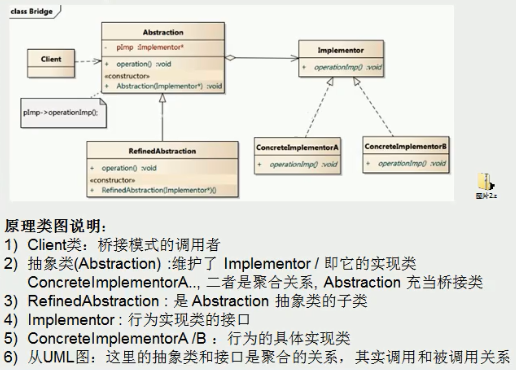 class Bridge
Abstraction
- pImp :Implementor*
+ operation() :void
«constructor»
+ Abstraction(Implementor*) :void
Client
pImp->operationImp();
Implementor
+ operationImp() :void
RefinedAbstraction
+ operation() :void
«constructor»
+ RefinedAbstraction(Implementor*)()
ConcreteImplementorA
+ operationImp() :void
ConcreteImplementorB
+ operationImp() :void
原理类图说明:
1) Client类: 桥接模式的调用者
2) 抽象类(Abstraction) :维护了 Implementor / 即它的实现类
ConcreteImplementorA.., 二者是聚合关系, Abstraction 充当桥接类
3) RefinedAbstraction : 是 Abstraction 抽象类的子类
4) Implementor : 行为实现类的接口
5) ConcreteImplementorA /B : 行为的具体实现类
6) 从UML图: 这里的抽象类和接口是聚合的关系，其实调用和被调用关系